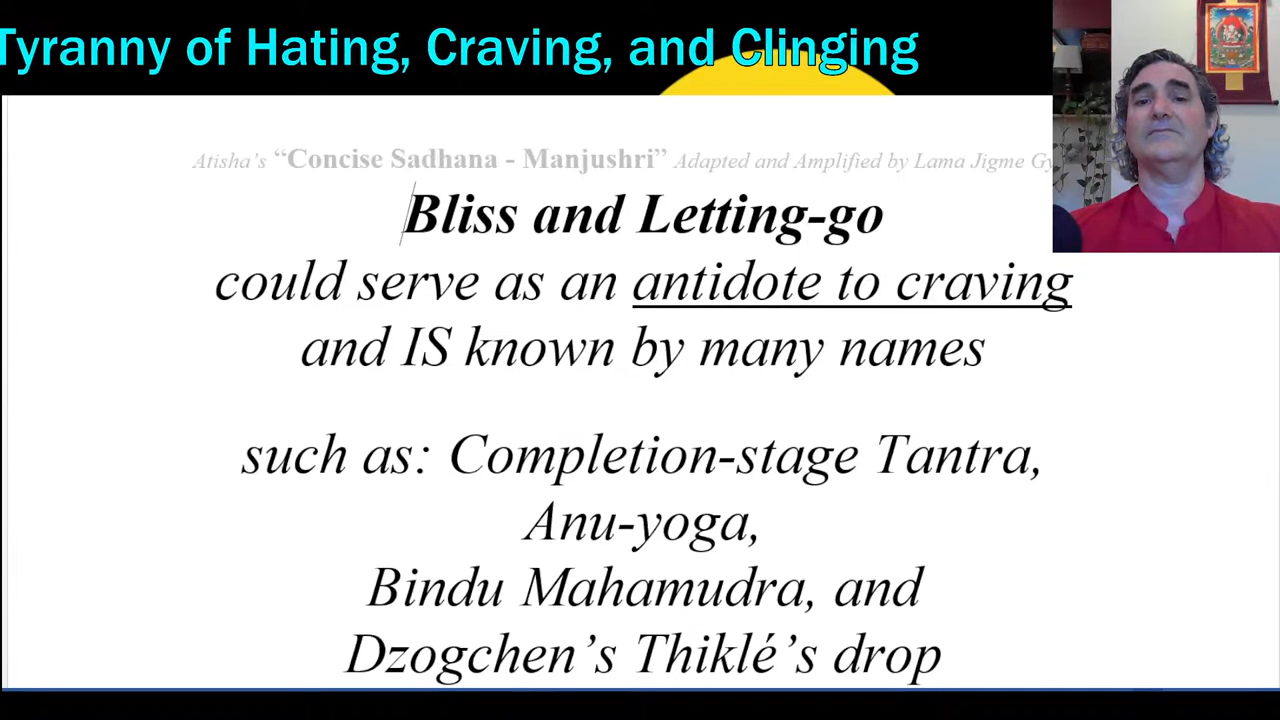 Tyranny of Hating, Craving, and Clinging
Atisha's “Concise Sadhana - Manjushri” Adapted and Amplified by Lama Jigme
Bliss and Letting-go
could serve as an antidote to craving
and IS known by many names
such as: Completion-stage Tantra,
Anu-yoga,
Bindu Mahamudra, and
Dzogchen’s Thiklé’s drop